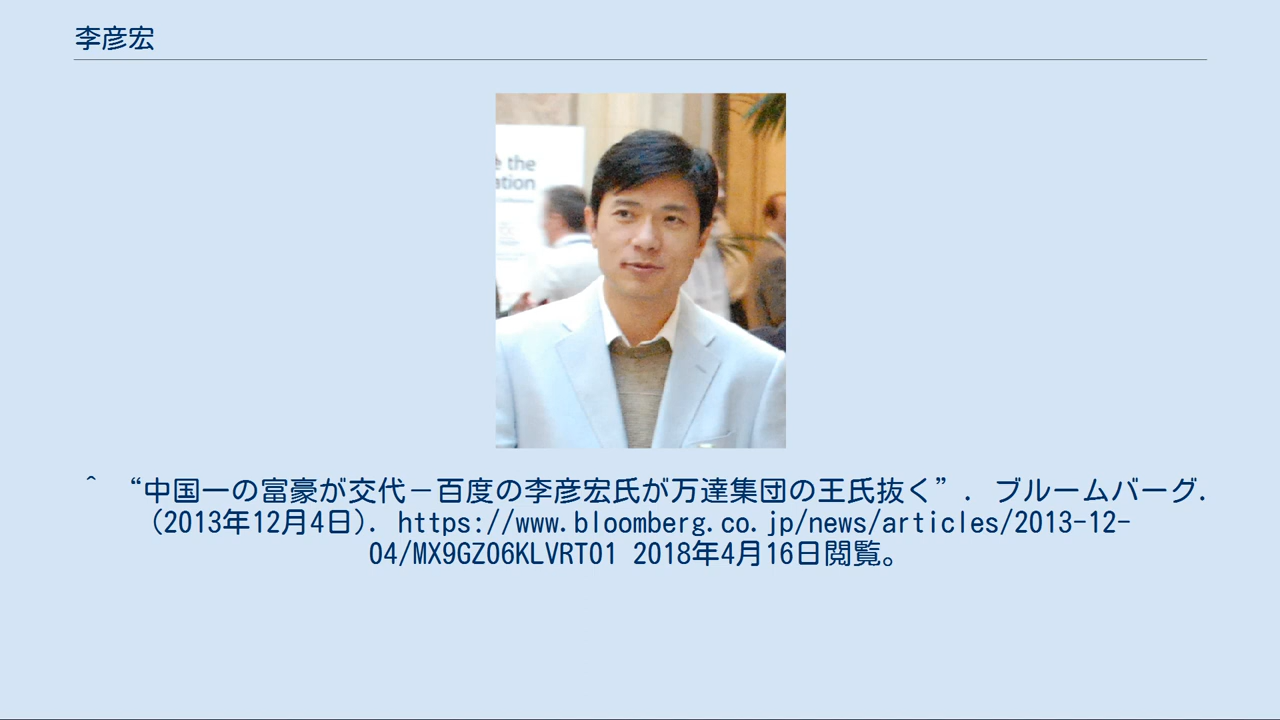 李彦宏
e the
ation
^ “中国一の富豪が交代－百度の李彦宏氏が万達集団の王氏抜く”. ブルームバーグ.
(2013年12月4日). https://www.bloomberg.co.jp/news/articles/2013-12-
04/MX9GZO6KLVRT01 2018年4月16日閲覧。